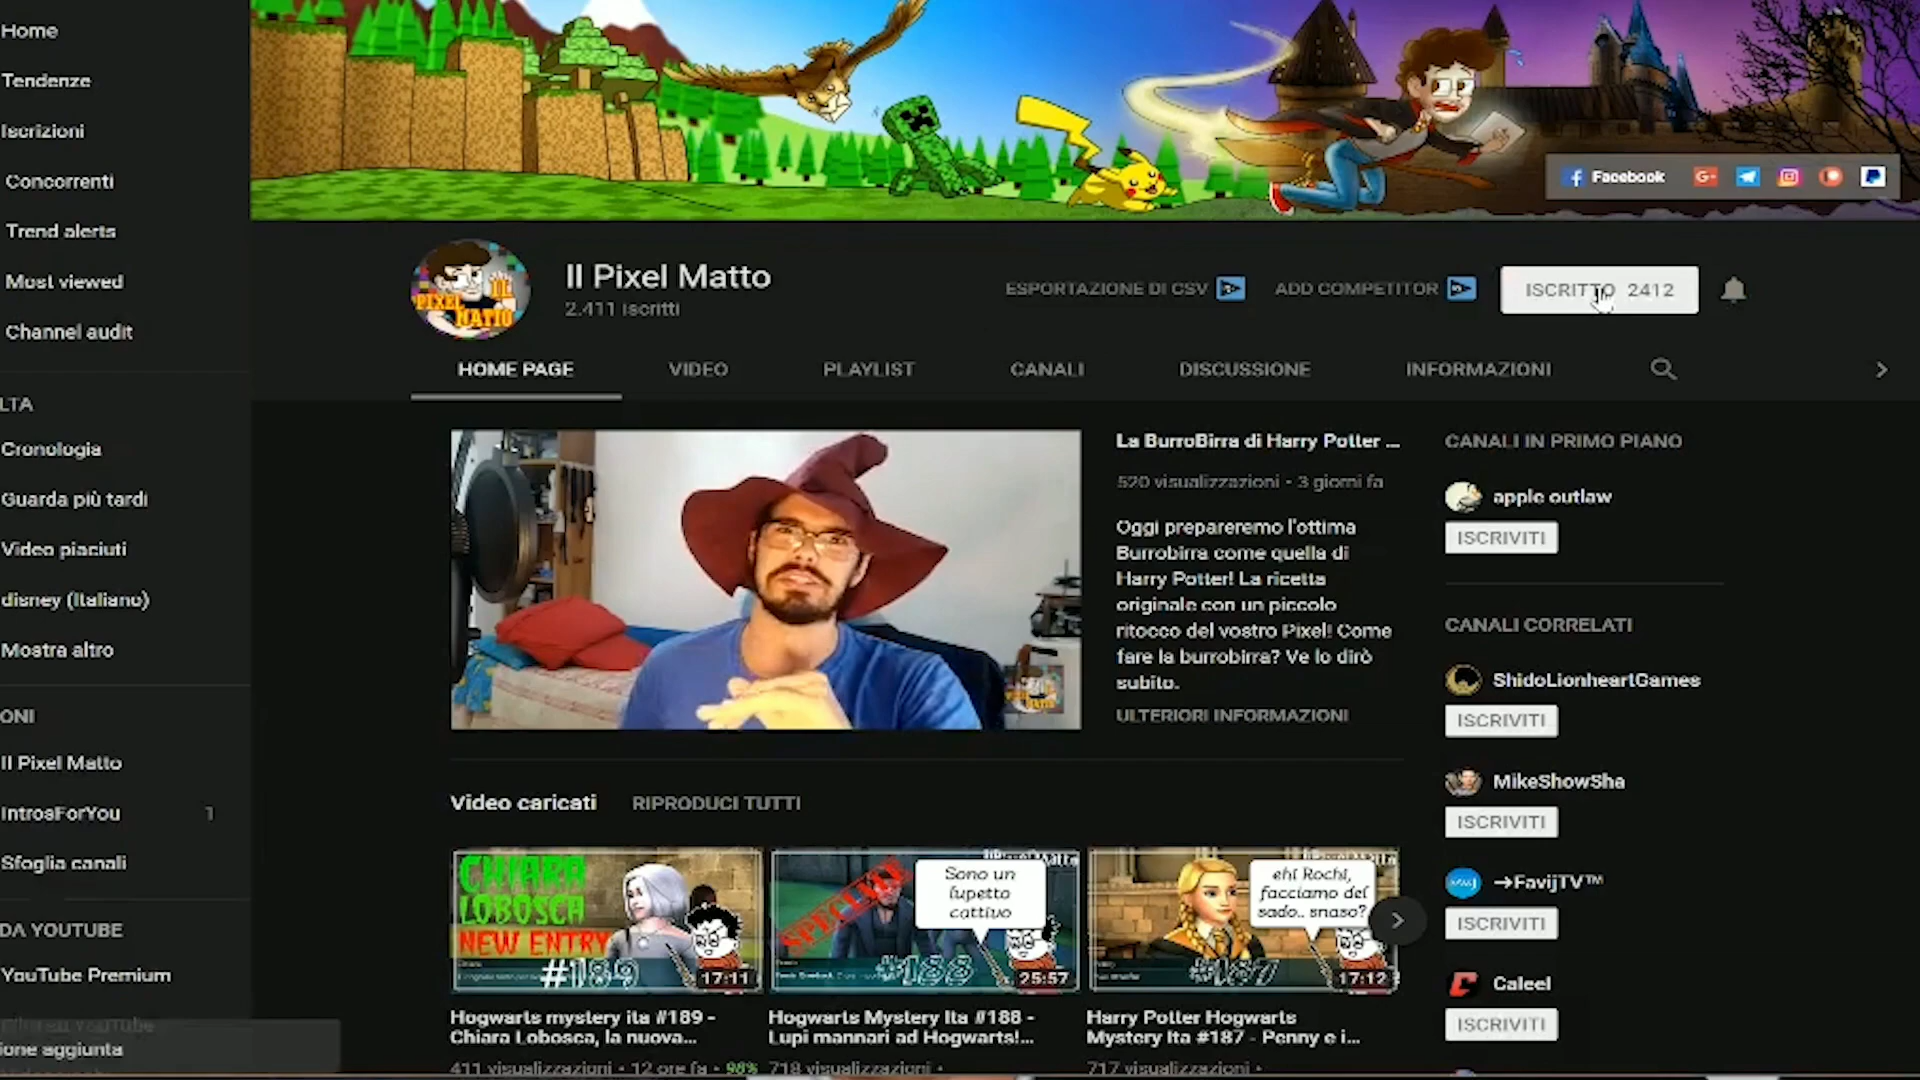 Home
Tendenze
Iscrizioni
Concorrenti
Trend alerts
Most viewed
Channel audit
LTA
Cronologia
Guarda più tardi
Video piaciuti
disney (Italiano)
Mostra altro
ONI
Il Pixel Matto
IntrosForYou 1
Sfoglia canali
DA YOUTUBE
YouTube Premium
ione aggiunta
Facebook
IL
PIXEL
MATTO
Il Pixel Matto
2.411 iscritti
ESPORTAZIONE DI CSV
ADD COMPETITOR
ISCRITTO 2412
HOME PAGE
VIDEO
PLAYLIST
CANALI
DISCUSSIONE
INFORMAZIONI
La BurroBirra di Harry Potter ...
520 visualizzazioni • 3 giorni fa
Oggi prepareremo l'ottima
Burrobirra come quella di
Harry Potter! La ricetta
originale con un piccolo
ritocco del vostro Pixel! Come
fare la burrobirra? Ve lo dirò
subito.
ULTERIORI INFORMAZIONI
CANALI IN PRIMO PIANO
apple outlaw
ISCRIVITI
CANALI CORRELATI
ShidoLionheartGames
ISCRIVITI
MikeShowSha
ISCRIVITI
→FavijTV™
ISCRIVITI
Caleel
ISCRIVITI
Video caricati
RIPRODUCI TUTTI
CHIARA
LOBOSCA
NEW ENTRY
#189
17:11
SPECIALE
Sono un
lupetto
cattivo
#188
25:57
ehi Rochi,
facciamo del
sado.. snaso?
#187
17:12
Hogwarts mystery ita #189 -
Chiara Lobosca, la nuova...
411 visualizzazioni • 12 ore fa • 98%
Hogwarts Mystery Ita #188 -
Lupi mannari ad Hogwarts!...
718 visualizzazioni •
Harry Potter Hogwarts
Mystery Ita #187 - Penny e i...
717 visualizzazioni •